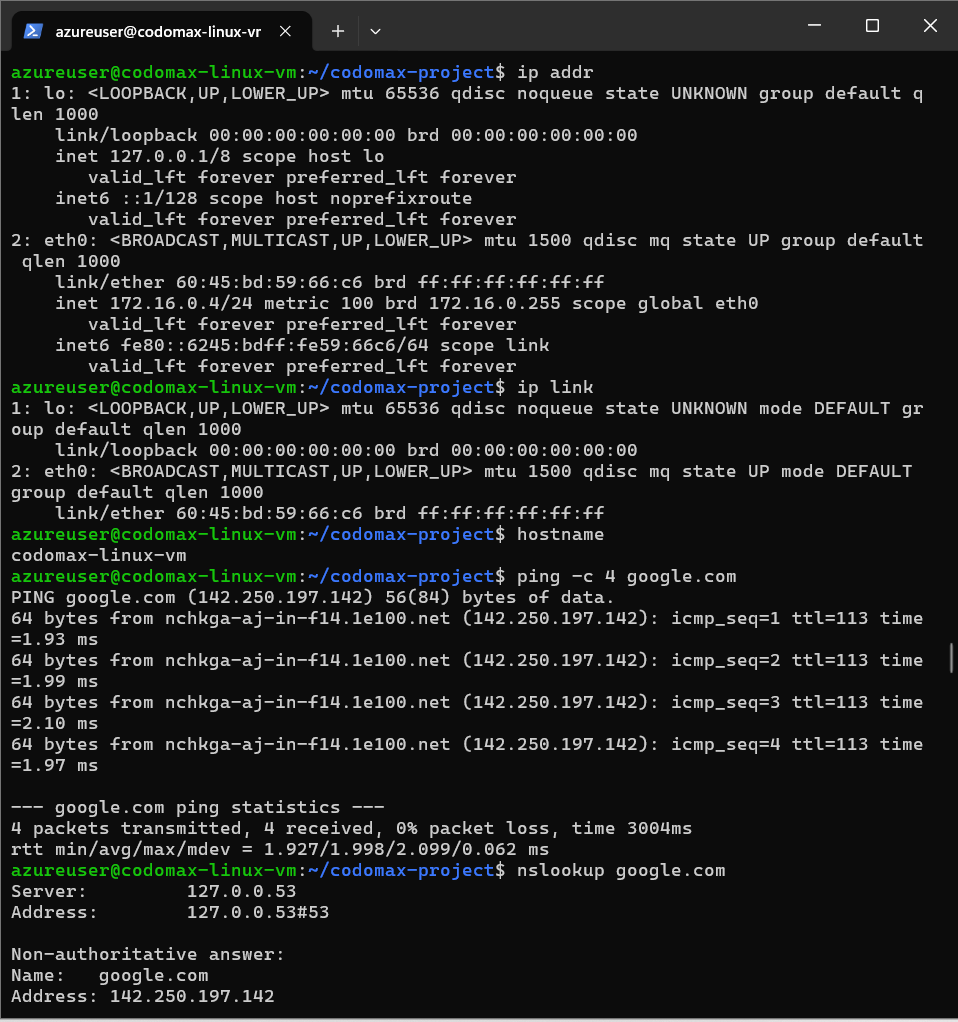 azureuser@codomax-linux-vr
azureuser@codomax-linux-vm:~/codomax-project$ ip addr
1: lo: <LOOPBACK,UP,LOWER_UP> mtu 65536 qdisc noqueue state UNKNOWN group default q
len 1000
    link/loopback 00:00:00:00:00:00 brd 00:00:00:00:00:00
    inet 127.0.0.1/8 scope host lo
       valid_lft forever preferred_lft forever
    inet6 ::1/128 scope host noprefixroute
       valid_lft forever preferred_lft forever
2: eth0: <BROADCAST,MULTICAST,UP,LOWER_UP> mtu 1500 qdisc mq state UP group default
 qlen 1000
    link/ether 60:45:bd:59:66:c6 brd ff:ff:ff:ff:ff:ff
    inet 172.16.0.4/24 metric 100 brd 172.16.0.255 scope global eth0
       valid_lft forever preferred_lft forever
    inet6 fe80::6245:bdff:fe59:66c6/64 scope link
       valid_lft forever preferred_lft forever
azureuser@codomax-linux-vm:~/codomax-project$ ip link
1: lo: <LOOPBACK,UP,LOWER_UP> mtu 65536 qdisc noqueue state UNKNOWN mode DEFAULT gr
oup default qlen 1000
    link/loopback 00:00:00:00:00:00 brd 00:00:00:00:00:00
2: eth0: <BROADCAST,MULTICAST,UP,LOWER_UP> mtu 1500 qdisc mq state UP mode DEFAULT
group default qlen 1000
    link/ether 60:45:bd:59:66:c6 brd ff:ff:ff:ff:ff:ff
azureuser@codomax-linux-vm:~/codomax-project$ hostname
codomax-linux-vm
azureuser@codomax-linux-vm:~/codomax-project$ ping -c 4 google.com
PING google.com (142.250.197.142) 56(84) bytes of data.
64 bytes from nchkga-aj-in-f14.1e100.net (142.250.197.142): icmp_seq=1 ttl=113 time
=1.93 ms
64 bytes from nchkga-aj-in-f14.1e100.net (142.250.197.142): icmp_seq=2 ttl=113 time
=1.99 ms
64 bytes from nchkga-aj-in-f14.1e100.net (142.250.197.142): icmp_seq=3 ttl=113 time
=2.10 ms
64 bytes from nchkga-aj-in-f14.1e100.net (142.250.197.142): icmp_seq=4 ttl=113 time
=1.97 ms

--- google.com ping statistics ---
4 packets transmitted, 4 received, 0% packet loss, time 3004ms
rtt min/avg/max/mdev = 1.927/1.998/2.099/0.062 ms
azureuser@codomax-linux-vm:~/codomax-project$ nslookup google.com
Server:         127.0.0.53
Address:        127.0.0.53#53

Non-authoritative answer:
Name:   google.com
Address: 142.250.197.142